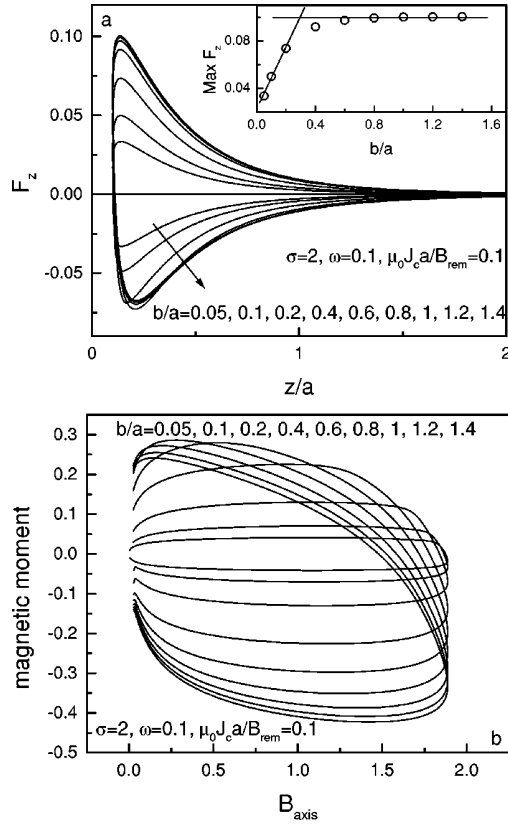 a
0.10
0.05
0.00
-0.05
F_z
0.08
0.04
Max F_z
0.0 0.4 0.8 1.2 1.6
b/a
σ=2, ω=0.1, μ₀J_c a/B_rem=0.1
b/a=0.05, 0.1, 0.2, 0.4, 0.6, 0.8, 1, 1.2, 1.4
0 1 2
z/a
b/a=0.05, 0.1, 0.2, 0.4, 0.6, 0.8, 1, 1.2, 1.4
0.3
0.2
0.1
0.0
-0.1
-0.2
-0.3
-0.4
-0.5
magnetic moment
σ=2, ω=0.1, μ₀J_c a/B_rem=0.1
b
0.0 0.5 1.0 1.5 2.0
B_axis